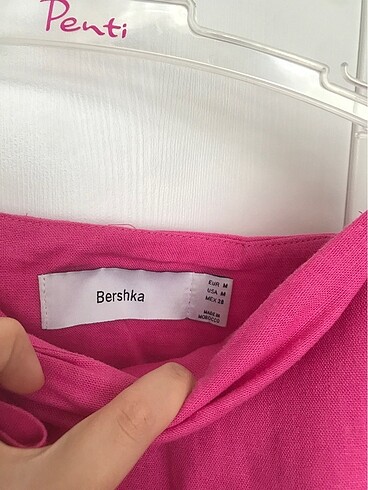 Penti
Bershka
EUR M
USA M
MEX 28
MADE IN
MOROCCO